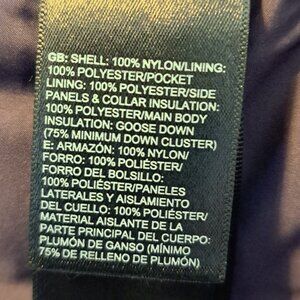 GB: SHELL: 100% NYLON/LINING:
100% POLYESTER/POCKET
LINING: 100% POLYESTER/SIDE
PANELS & COLLAR INSULATION:
100% POLYESTER/MAIN BODY
INSULATION: GOOSE DOWN
(75% MINIMUM DOWN CLUSTER)
E: ARMAZÓN: 100% NYLON/
FORRO: 100% POLIÉSTER/
FORRO DEL BOLSILLO:
100% POLIÉSTER/PANELES
LATERALES Y AISLAMIENTO
DEL CUELLO: 100% POLIÉSTER/
MATERIAL AISLANTE DE LA
PARTE PRINCIPAL DEL CUERPO:
PLUMÓN DE GANSO (MÍNIMO
75% DE RELLENO DE PLUMÓN)